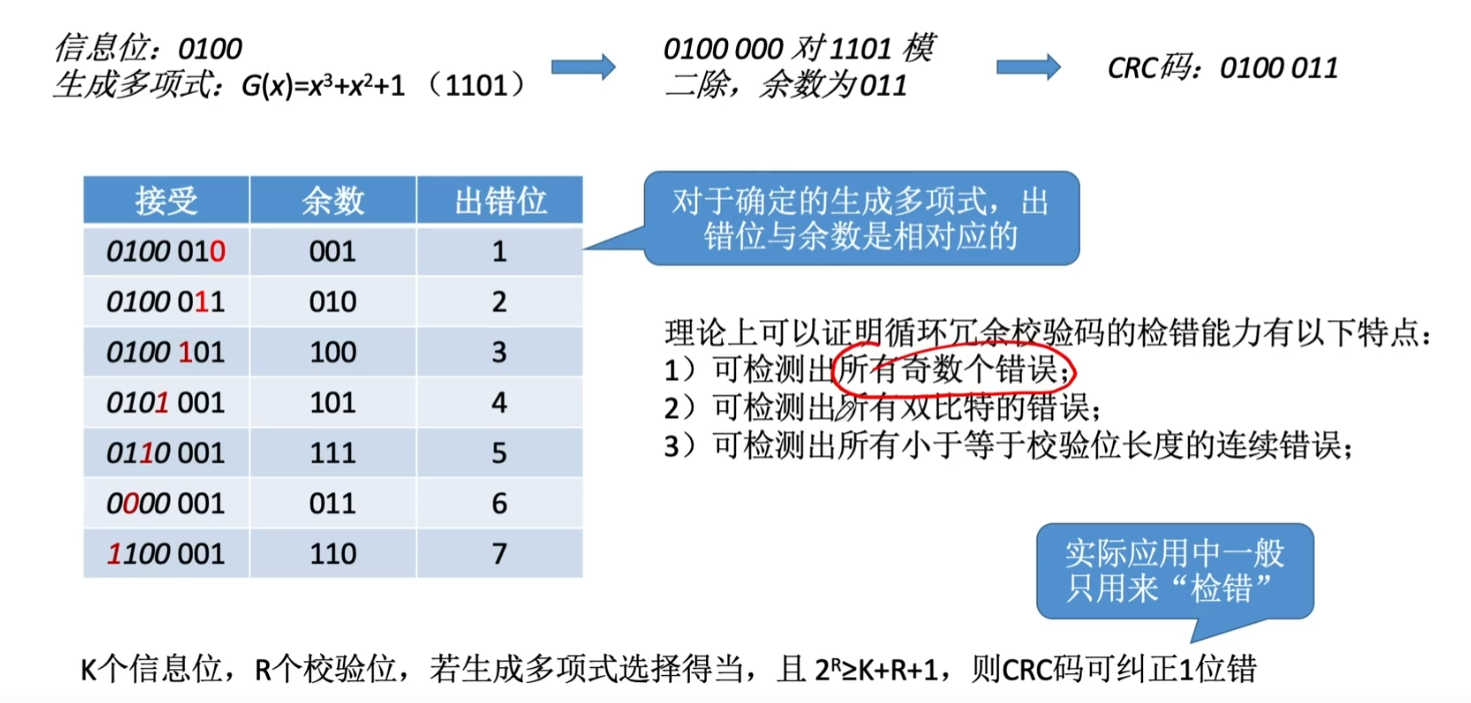 信息位：0100
生成多项式：G(x)=x³+x²+1 （1101）
0100 000 对1101 模
二除，余数为011
CRC码：0100 011
接受 余数 出错位
0100 010 001 1
0100 011 010 2
0100 101 100 3
0101 001 101 4
0110 001 111 5
0000 001 011 6
1100 001 110 7
对于确定的生成多项式，出
错位与余数是相对应的
理论上可以证明循环冗余校验码的检错能力有以下特点：
1）可检测出所有奇数个错误；
2）可检测出所有双比特的错误；
3）可检测出所有小于等于校验位长度的连续错误；
实际应用中一般
只用来“检错”
K个信息位，R个校验位，若生成多项式选择得当，且 2ᴿ≥K+R+1，则CRC码可纠正1位错